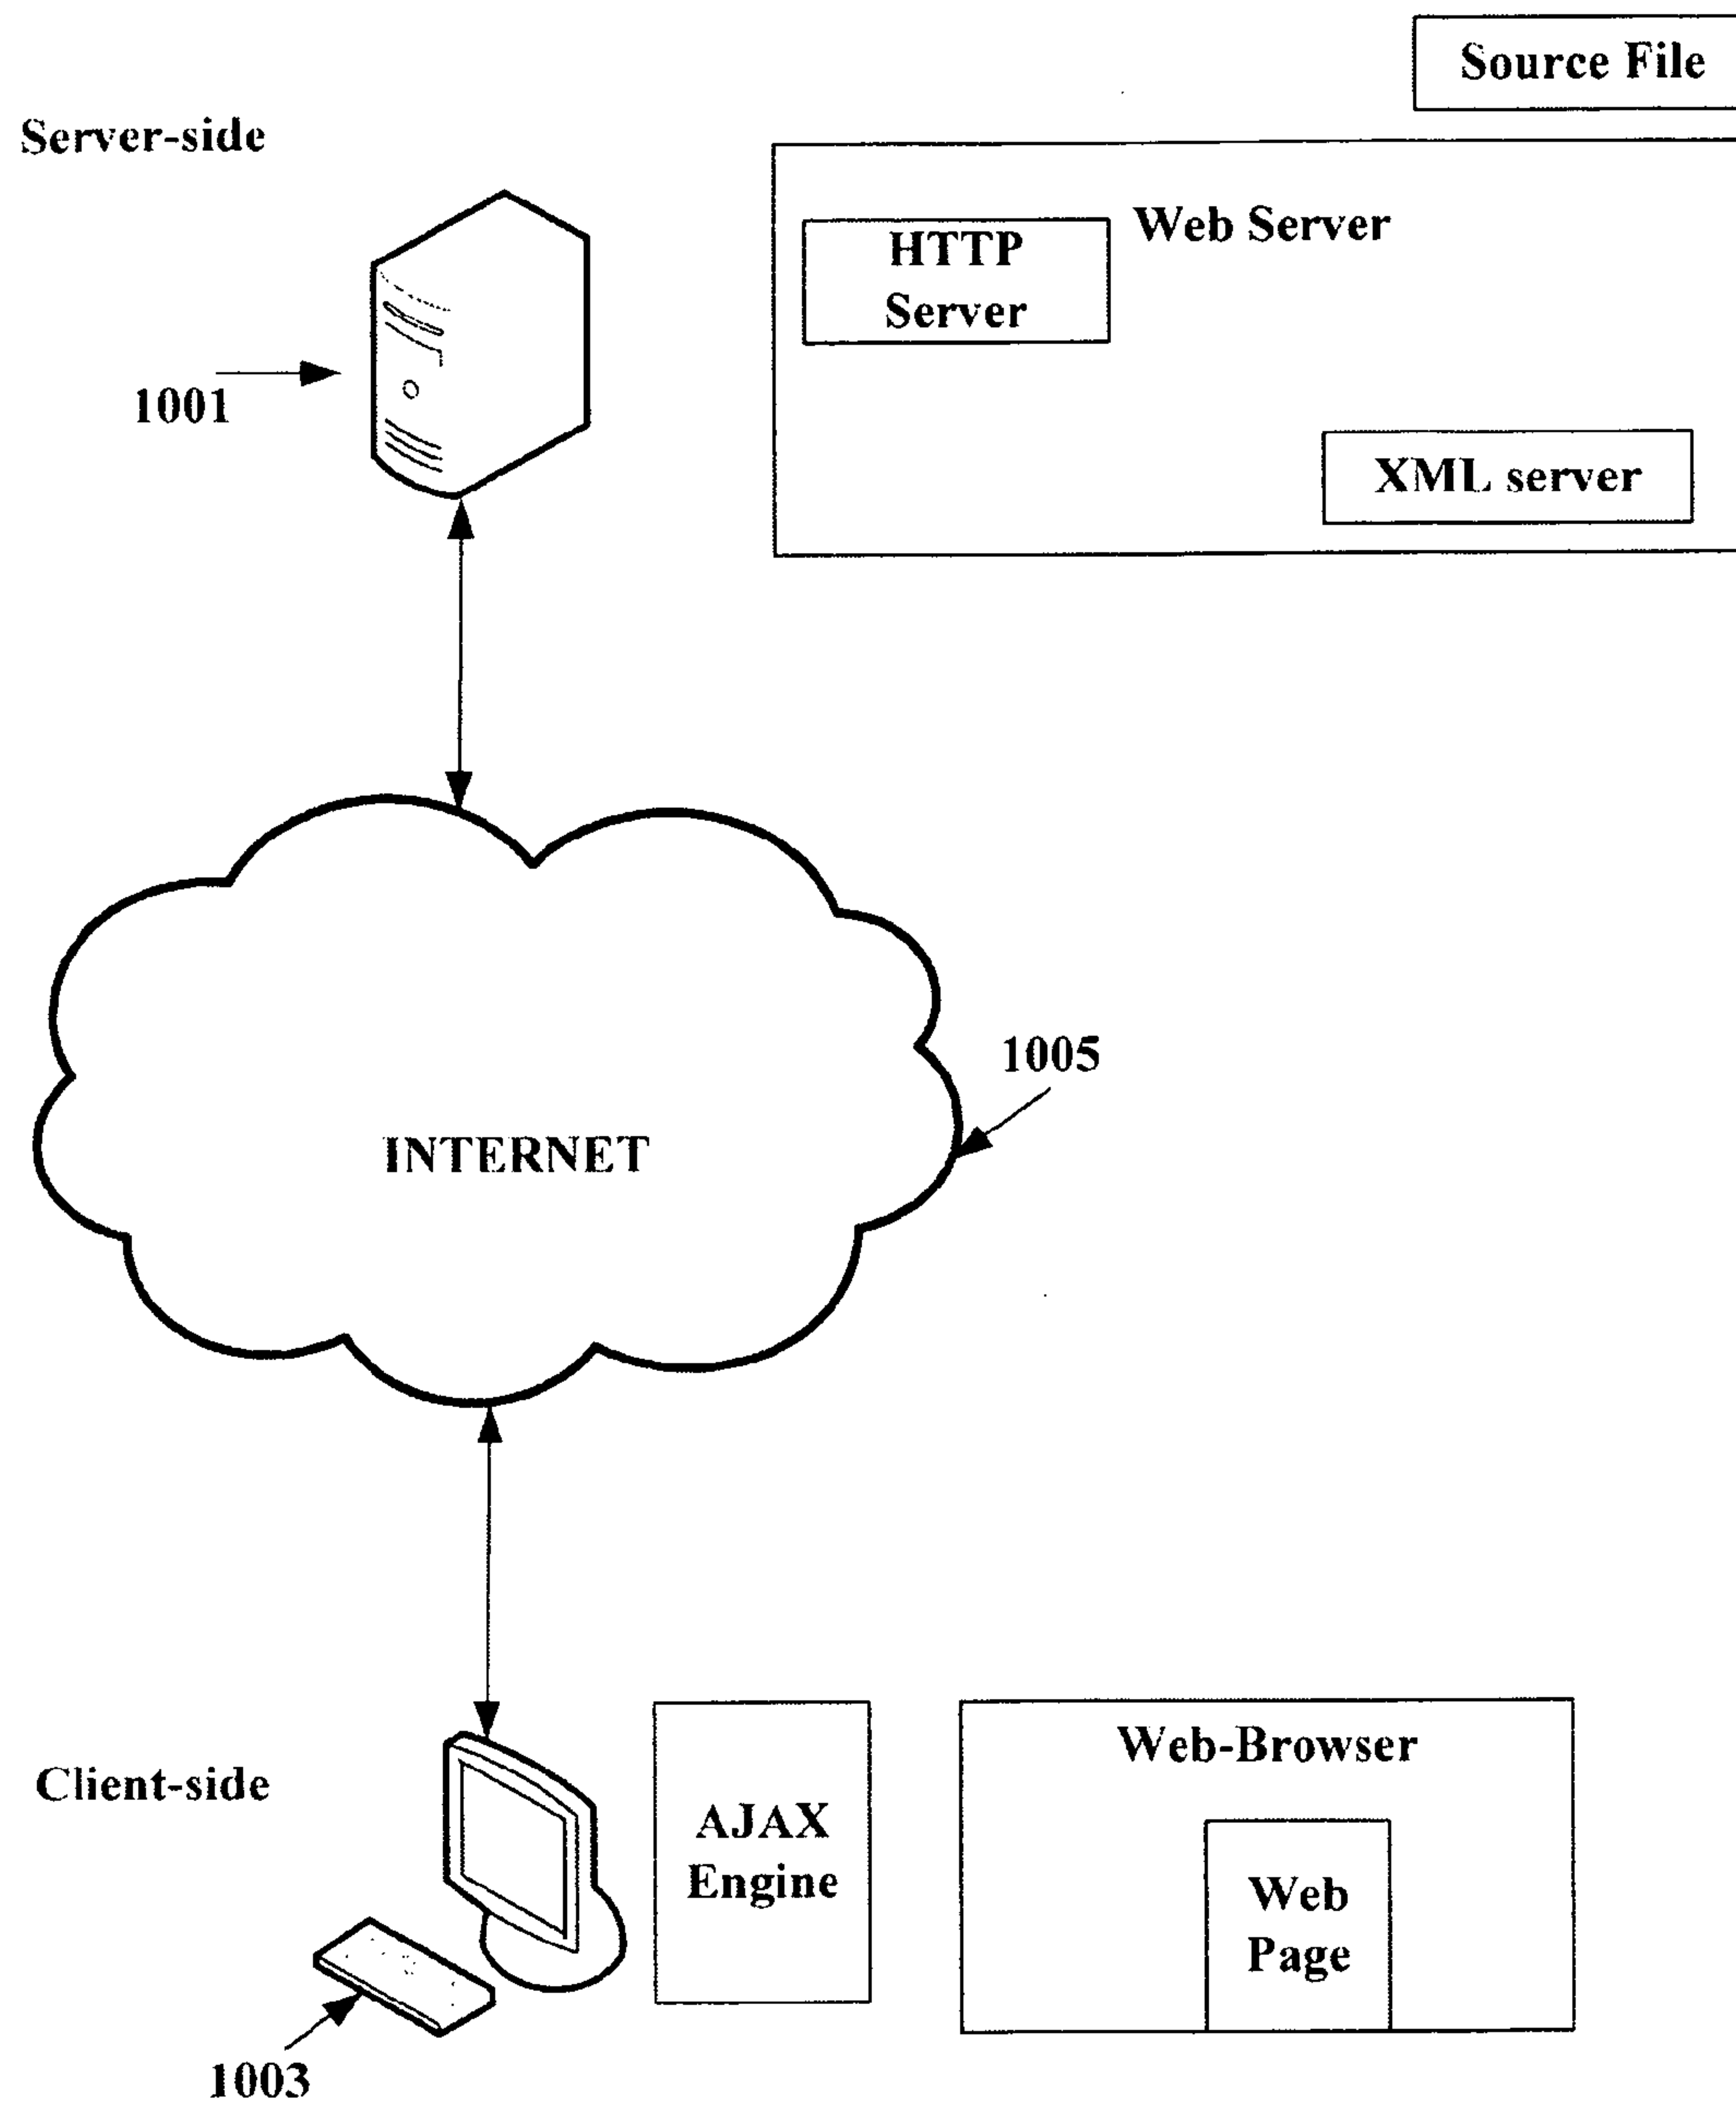 Source File
Server-side
Web Server
HTTP
Server
1001
XML server
1005
INTERNET
Client-side
Web-Browser
AJAX
Engine
Web
Page
1003